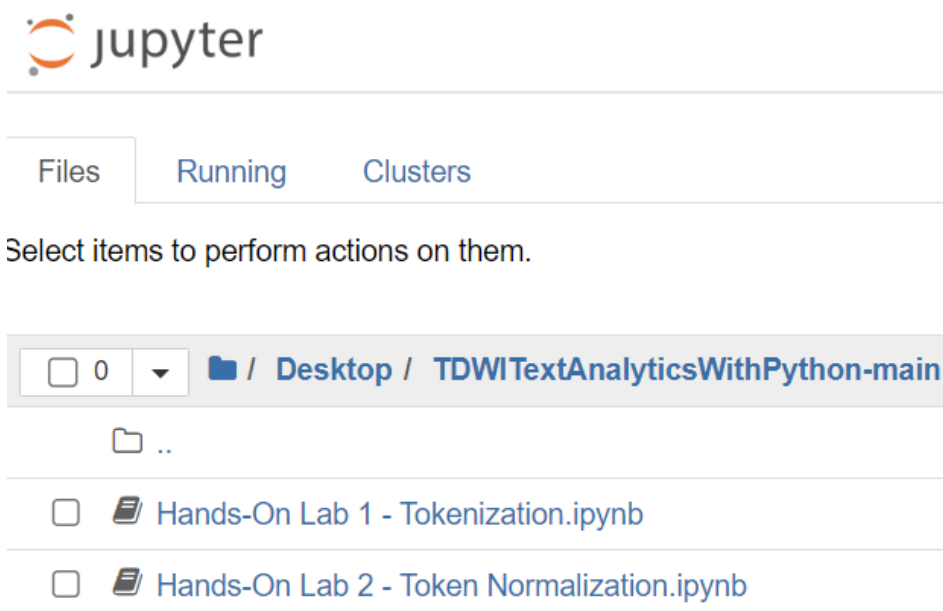 jupyter
Files Running Clusters
Select items to perform actions on them.
0 / Desktop / TDWITextAnalyticsWithPython-main
..
Hands-On Lab 1 - Tokenization.ipynb
Hands-On Lab 2 - Token Normalization.ipynb